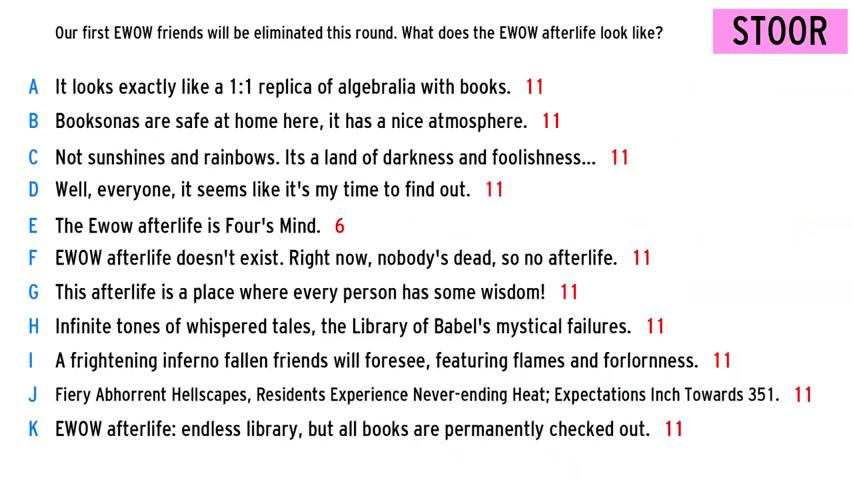 Our first EWOW friends will be eliminated this round. What does the EWOW afterlife look like?
STOOR
A It looks exactly like a 1:1 replica of algebralia with books. 11
B Booksonas are safe at home here, it has a nice atmosphere. 11
C Not sunshines and rainbows. Its a land of darkness and foolishness... 11
D Well, everyone, it seems like it's my time to find out. 11
E The Ewow afterlife is Four's Mind. 6
F EWOW afterlife doesn't exist. Right now, nobody's dead, so no afterlife. 11
G This afterlife is a place where every person has some wisdom! 11
H Infinite tones of whispered tales, the Library of Babel's mystical failures. 11
I A frightening inferno fallen friends will foresee, featuring flames and forlornness. 11
J Fiery Abhorrent Hellscapes, Residents Experience Never-ending Heat; Expectations Inch Towards 351. 11
K EWOW afterlife: endless library, but all books are permanently checked out. 11